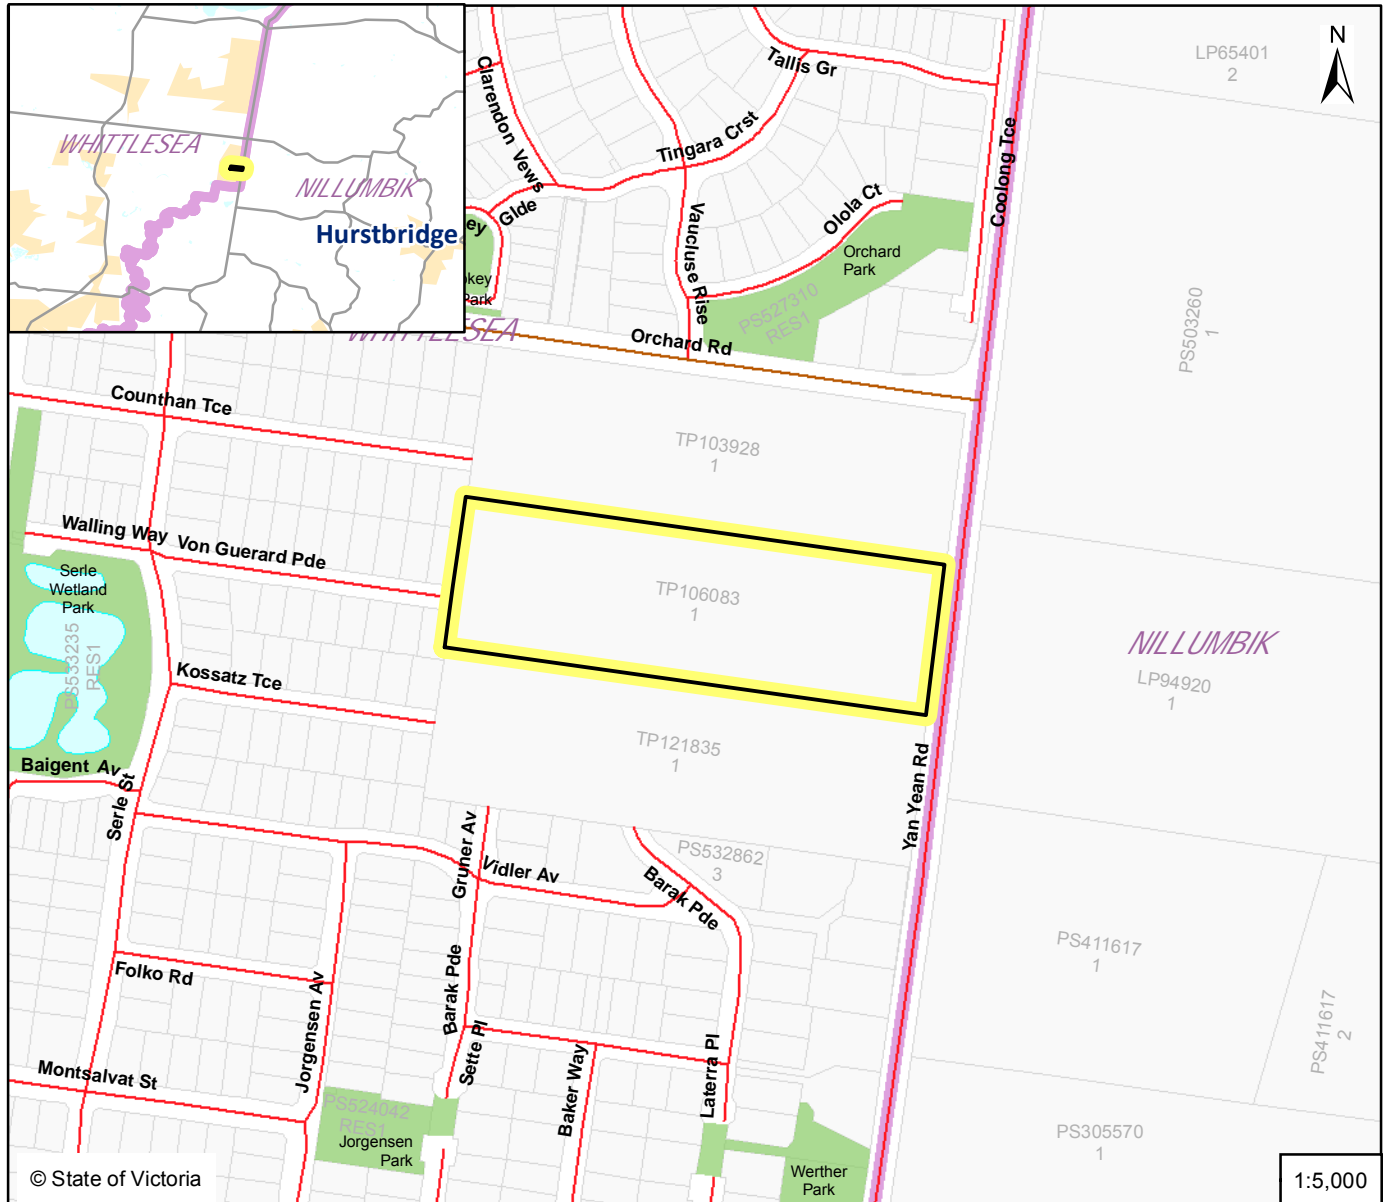 WHITTLESEA
NILLUMBIK
Hurstbridge
N
LP65401
2
Tallis Gr
Clarendon Vews
Tingara Crst
Coolong Tce
Glde
ey
Olola Ct
Vaucluse Rise
Orchard
Park
key
Park
PS527310
RES1
PS503260
1
WHITTLESEA
Orchard Rd
Counthan Tce
TP103928
1
Walling Way
Von Guerard Pde
Serle
Wetland
Park
TP106083
1
PS533235
RES1
NILLUMBIK
LP94920
1
Kossatz Tce
TP121835
1
Yan Yean Rd
Baigent Av
Serle St
Gruner Av
Vidler Av
PS532862
3
Barak Pde
PS411617
1
Folko Rd
Jorgensen Av
Barak Pde
PS411617
2
Sette Pl
Baker Way
Laterra Pl
Montsalvat St
PS524042
RES1
Jorgensen
Park
PS305570
1
Werther
Park
© State of Victoria
1:5,000